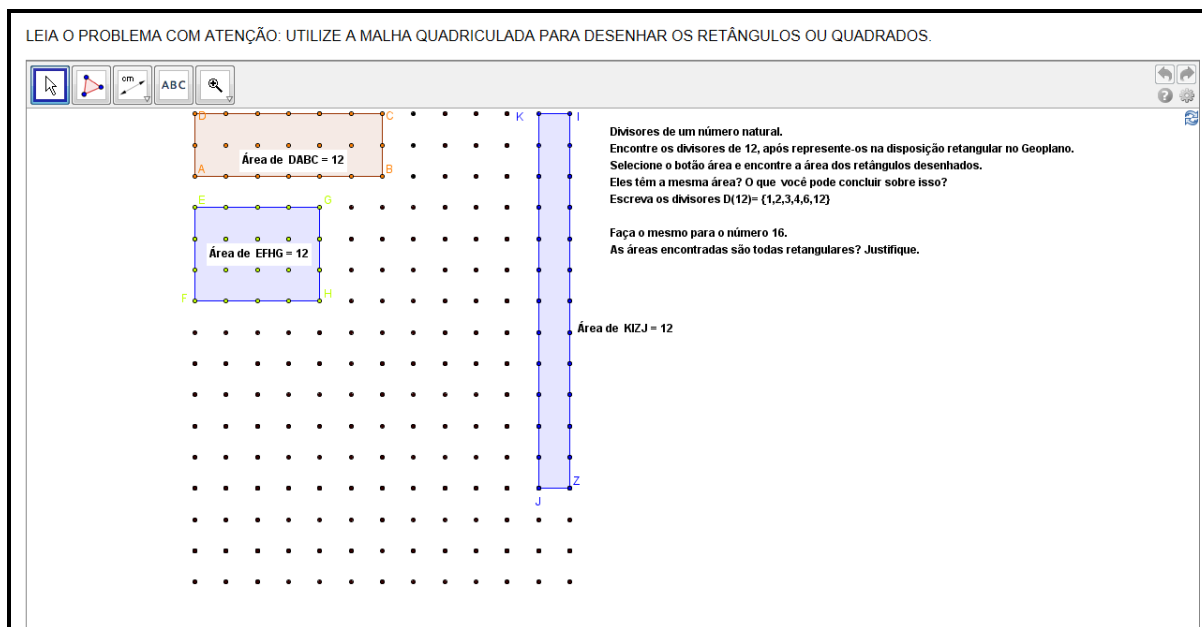 LEIA O PROBLEMA COM ATENÇÃO: UTILIZE A MALHA QUADRICULADA PARA DESENHAR OS RETÂNGULOS OU QUADRADOS.
cm
ABC
D
C
K
I
Divisores de um número natural.
Encontre os divisores de 12, após represente-os na disposição retangular no Geoplano.
Área de DABC = 12
Selecione o botão área e encontre a área dos retângulos desenhados.
A
B
Eles têm a mesma área? O que você pode concluir sobre isso?
Escreva os divisores D(12)= {1,2,3,4,6,12}
E
G
Faça o mesmo para o número 16.
As áreas encontradas são todas retangulares? Justifique.
Área de EFHG = 12
F
H
Área de KIZJ = 12
Z
J